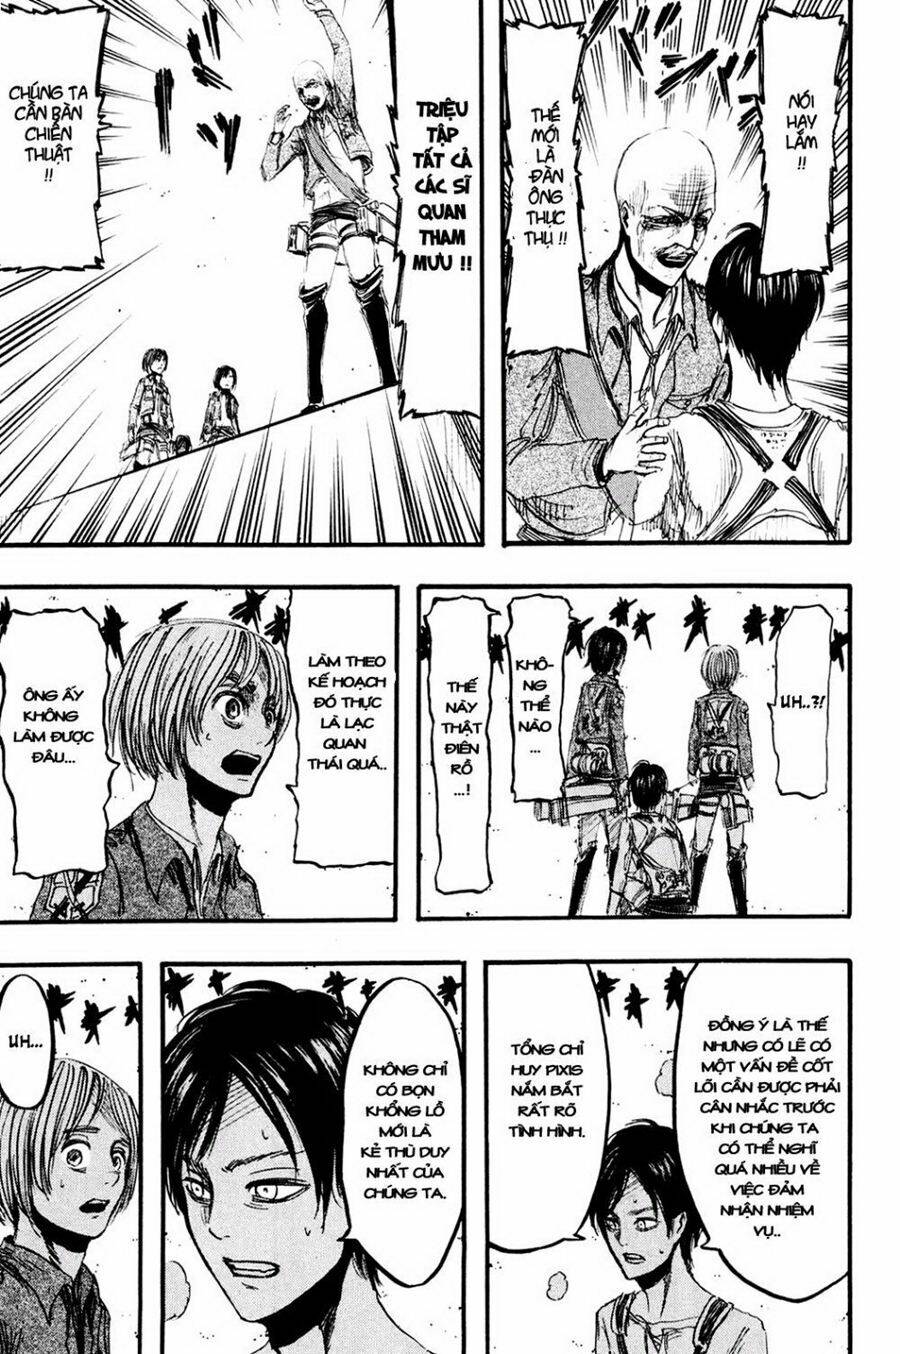 NÓI
HAY
LẮM
!!
THẾ
MỚI
LÀ
ĐÀN
ÔNG
THỰC
THỤ !!
TRIỆU
TẬP
TẤT CẢ
CÁC SĨ
QUAN
THAM
MƯU !!
CHÚNG TA
CẦN BÀN
CHIẾN
THUẬT
!!
UH..?!
KHÔ-
NG
THỂ
NÀO
...
THẾ
NÀY
THẬT
ĐIÊN
RỒ
...!
LÀM THEO
KẾ HOẠCH
ĐÓ THỰC
LÀ LẠC
QUAN
THÁI QUÁ..
ÔNG ẤY
KHÔNG
LÀM ĐƯỢC
ĐÂU...
ĐỒNG Ý LÀ THẾ
NHƯNG CÓ LẼ CÓ
MỘT VẤN ĐỀ CỐT
LÕI CẦN ĐƯỢC PHẢI
CÂN NHẮC TRƯỚC
KHI CHÚNG TA
CÓ THỂ NGHĨ
QUÁ NHIỀU VỀ
VIỆC ĐẢM
NHẬN NHIỆM
VỤ..
TỔNG CHỈ
HUY PIXIS
NẮM BẮT
RẤT RÕ
TÌNH HÌNH.
KHÔNG CHỈ
CÓ BỌN
KHỔNG LỒ
MỚI LÀ
KẺ THÙ DUY
NHẤT CỦA
CHÚNG TA.
UH...